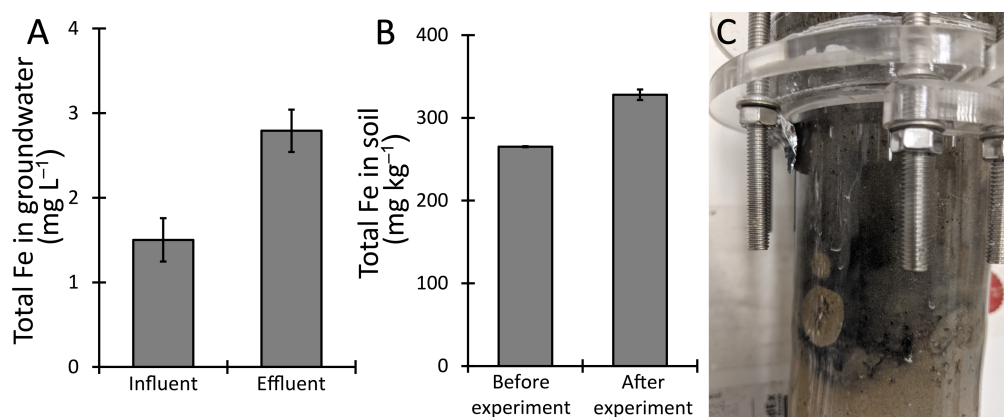 A
Total Fe in groundwater
(mg L⁻¹)
4
3
2
1
0
Influent
Effluent
B
Total Fe in soil
(mg kg⁻¹)
400
300
200
100
0
Before
experiment
After
experiment
C